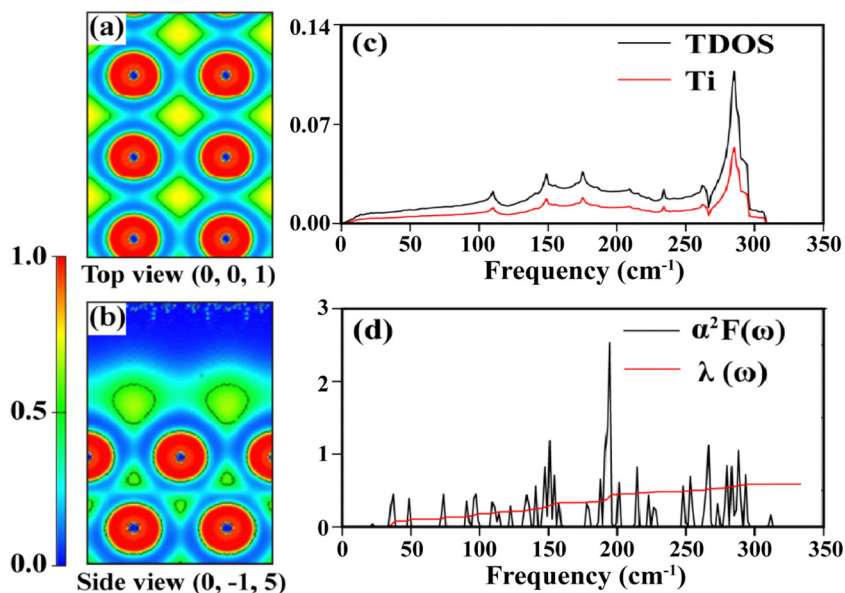 (a)
Top view (0, 0, 1)
1.0
0.5
0.0
(b)
Side view (0, -1, 5)
(c)
TDOS
Ti
0.14
0.07
0.00
0 50 100 150 200 250 300 350
Frequency (cm⁻¹)
(d)
α²F(ω)
λ (ω)
3
2
1
0
0 50 100 150 200 250 300 350
Frequency (cm⁻¹)